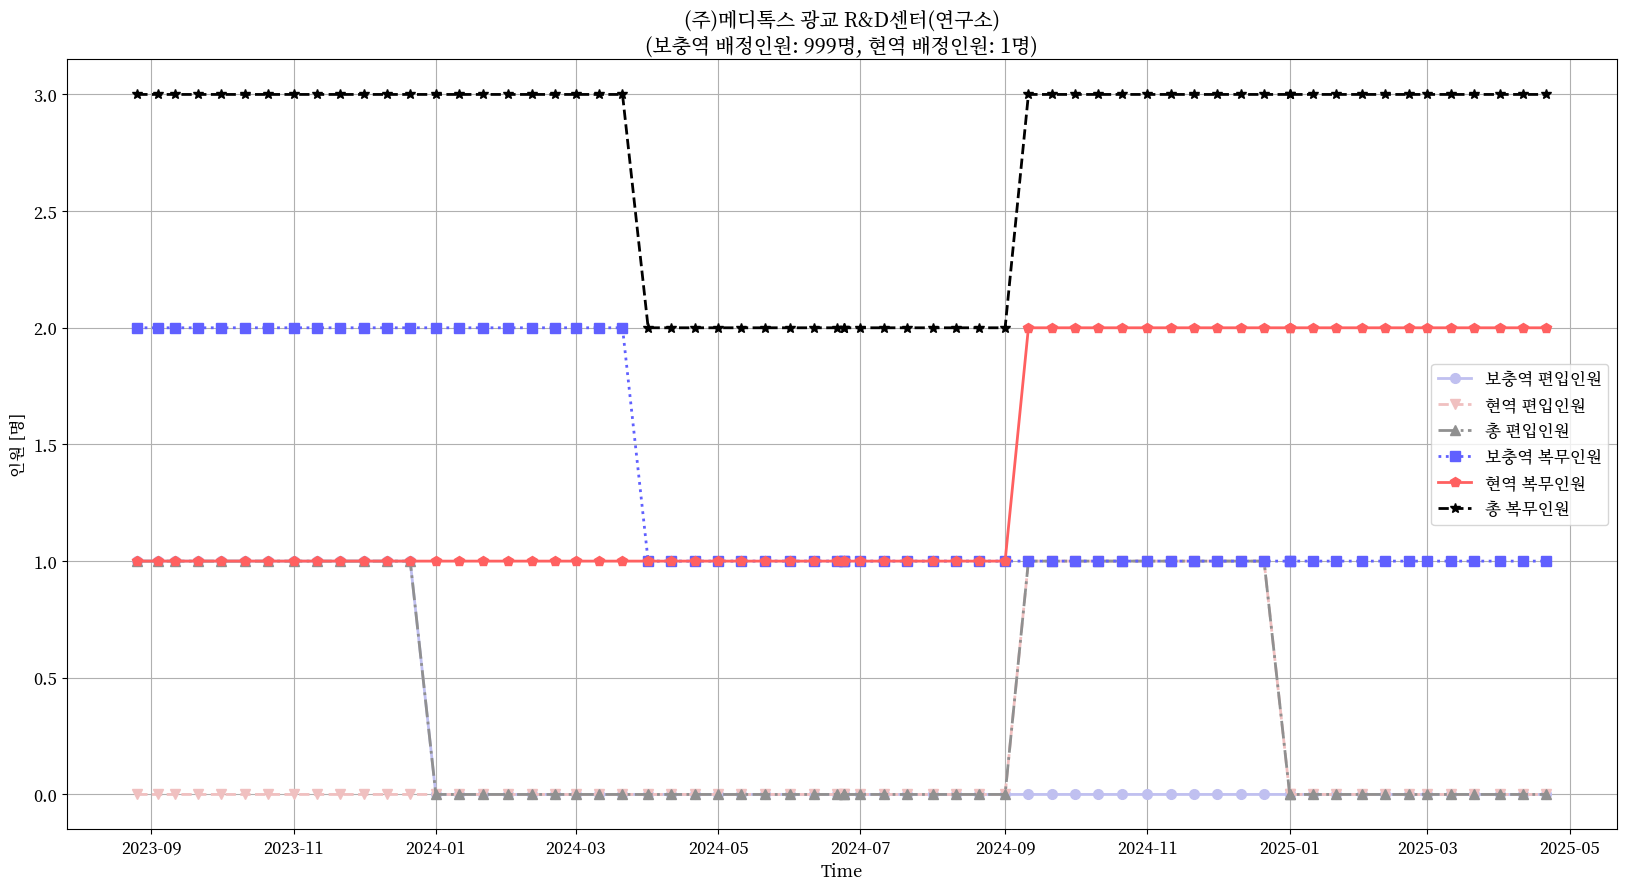 (주)메디톡스 광교 R&D센터(연구소)
(보충역 배정인원: 999명, 현역 배정인원: 1명)
인원 [명]
3.0
2.5
2.0
1.5
1.0
0.5
0.0
보충역 편입인원
현역 편입인원
총 편입인원
보충역 복무인원
현역 복무인원
총 복무인원
2023-09 2023-11 2024-01 2024-03 2024-05 2024-07 2024-09 2024-11 2025-01 2025-03 2025-05
Time